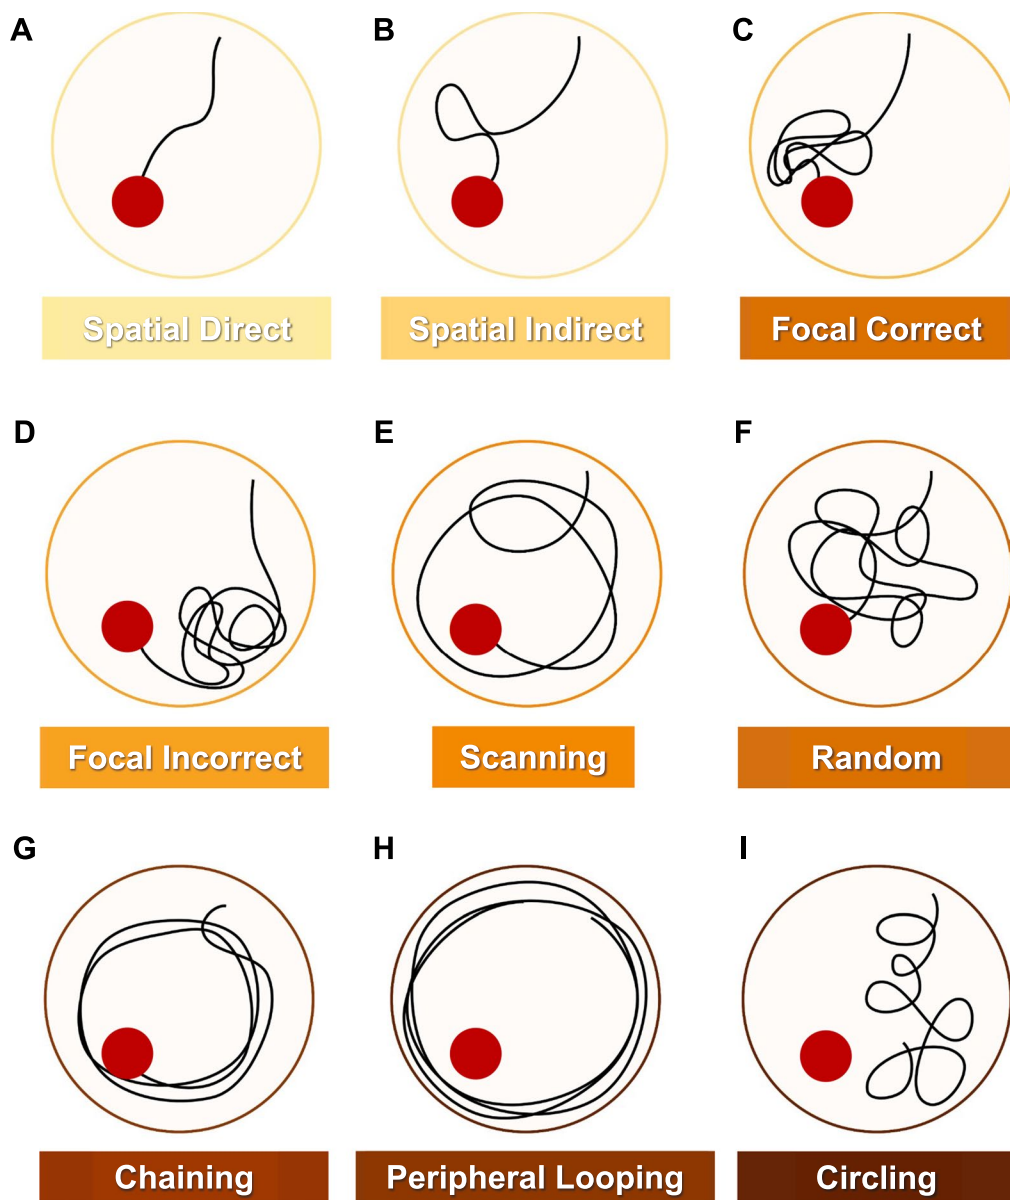 A
B
C
Spatial Direct
Spatial Indirect
Focal Correct
D
E
F
Focal Incorrect
Scanning
Random
G
H
I
Chaining
Peripheral Looping
Circling